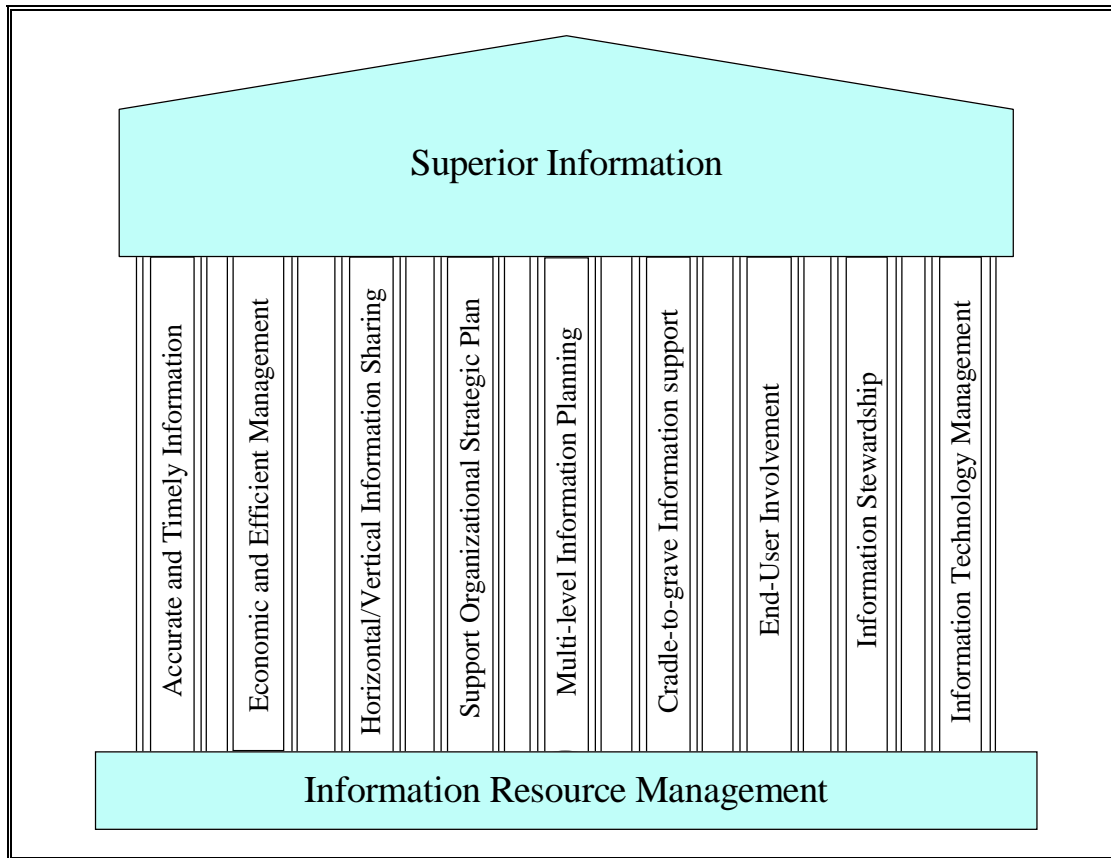 Superior Information
Accurate and Timely Information
Economic and Efficient Management
Horizontal/Vertical Information Sharing
Support Organizational Strategic Plan
Multi-level Information Planning
Cradle-to-grave Information support
End-User Involvement
Information Stewardship
Information Technology Management
Information Resource Management